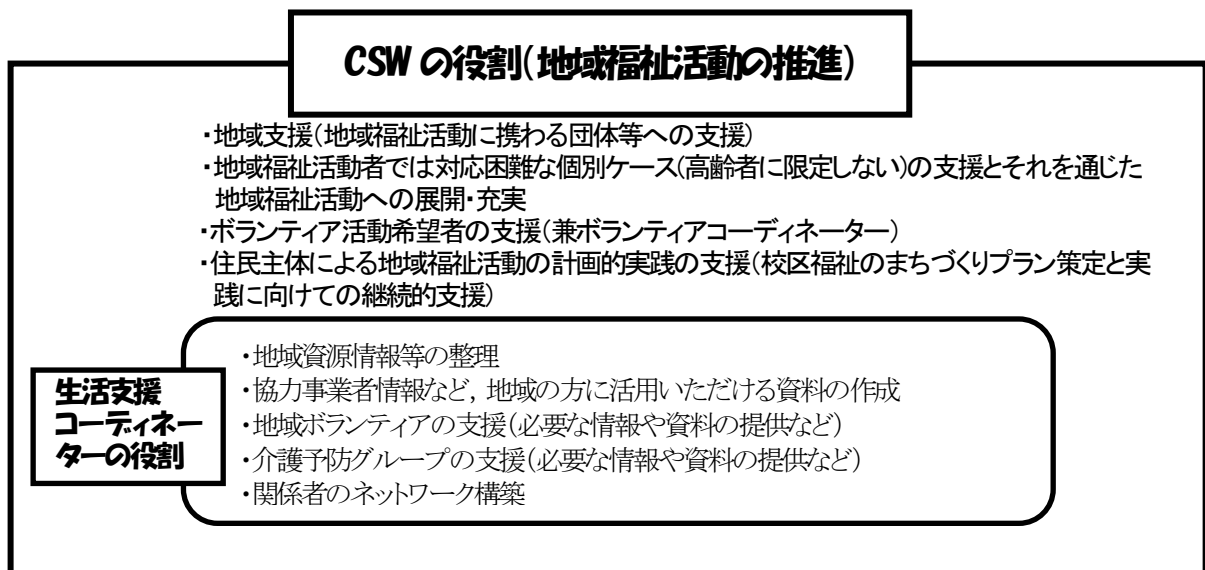 CSWの役割(地域福祉活動の推進)
・地域支援(地域福祉活動に携わる団体等への支援)
・地域福祉活動者では対応困難な個別ケース(高齢者に限定しない)の支援とそれを通じた
地域福祉活動への展開・充実
・ボランティア活動希望者の支援(兼ボランティアコーディネーター)
・住民主体による地域福祉活動の計画的実践の支援(校区福祉のまちづくりプラン策定と実
践に向けての継続的支援)
生活支援
コーディネー
ターの役割
・地域資源情報等の整理
・協力事業者情報など,地域の方に活用いただける資料の作成
・地域ボランティアの支援(必要な情報や資料の提供など)
・介護予防グループの支援(必要な情報や資料の提供など)
・関係者のネットワーク構築